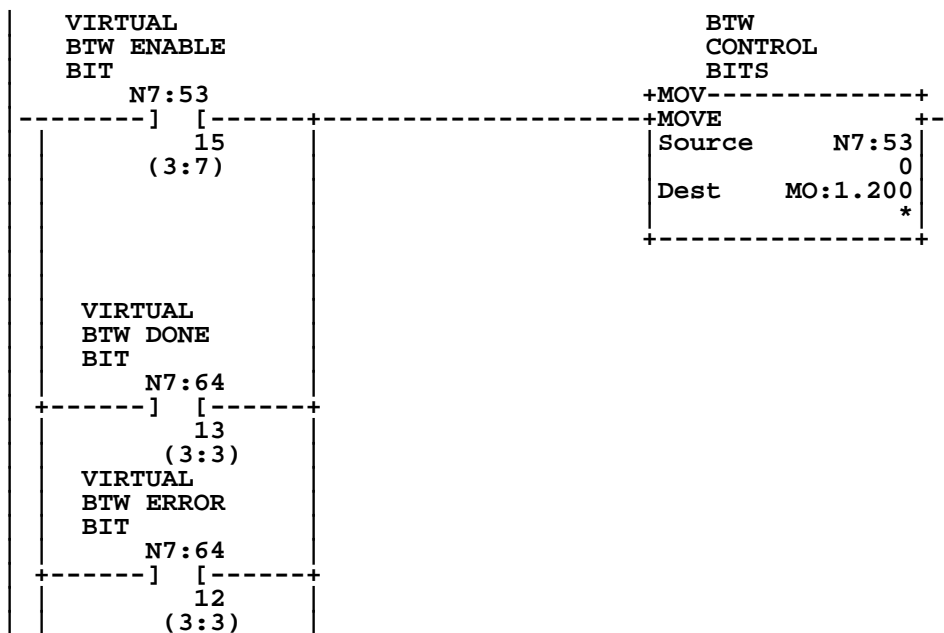 VIRTUAL BTW
BTW ENABLE CONTROL
BIT BITS
N7:53 +MOV--------------+
--------] [-------+---------------------+MOVE +-
15 Source N7:53
(3:7) 0
Dest MO:1.200
*
+-----------------+
VIRTUAL
BTW DONE
BIT
N7:64
+------] [-------+
13
(3:3)
VIRTUAL
BTW ERROR
BIT
N7:64
+------] [-------+
12
(3:3)